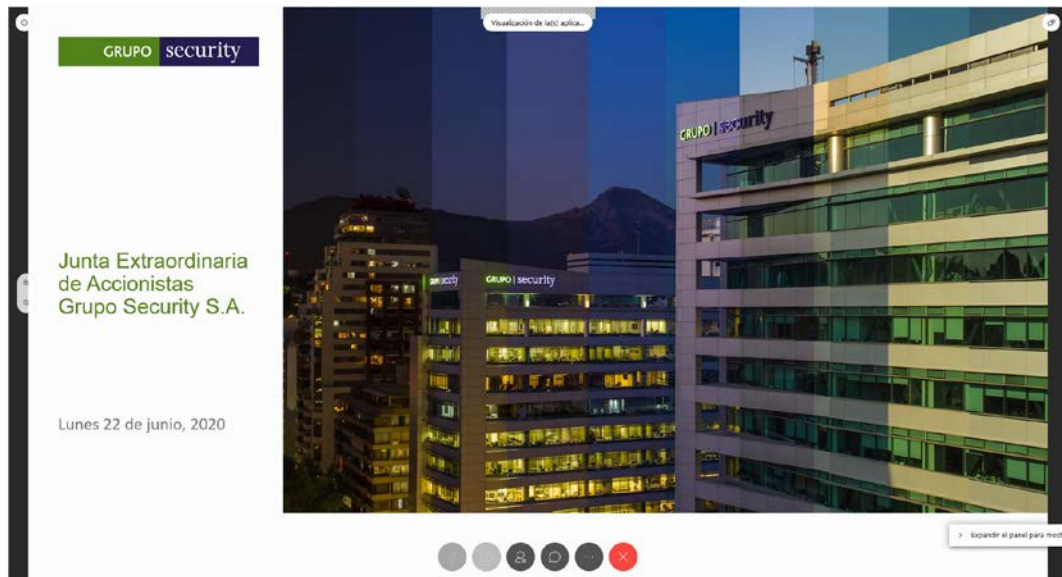 Visualización de la(s) aplica...
GRUPO security
GRUPO | security
GRUPO | security
Junta Extraordinaria
de Accionistas
Grupo Security S.A.
Lunes 22 de junio, 2020
Expandir el panel para most